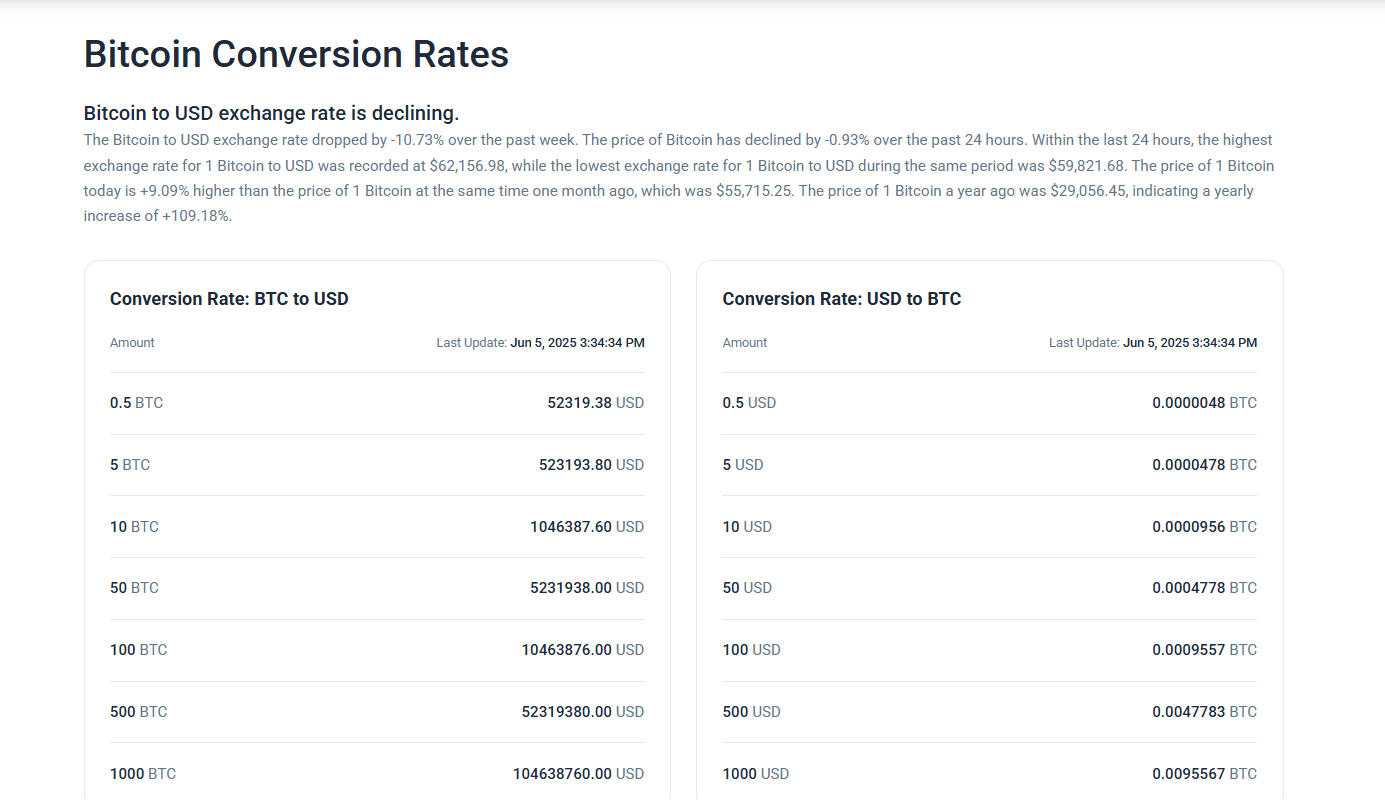 Bitcoin Conversion Rates
Bitcoin to USD exchange rate is declining.
The Bitcoin to USD exchange rate dropped by -10.73% over the past week. The price of Bitcoin has declined by -0.93% over the past 24 hours. Within the last 24 hours, the highest
exchange rate for 1 Bitcoin to USD was recorded at $62,156.98, while the lowest exchange rate for 1 Bitcoin to USD during the same period was $59,821.68. The price of 1 Bitcoin
today is +9.09% higher than the price of 1 Bitcoin at the same time one month ago, which was $55,715.25. The price of 1 Bitcoin a year ago was $29,056.45, indicating a yearly
increase of +109.18%.
Conversion Rate: BTC to USD
Amount Last Update: Jun 5, 2025 3:34:34 PM
0.5 BTC 52319.38 USD
5 BTC 523193.80 USD
10 BTC 1046387.60 USD
50 BTC 5231938.00 USD
100 BTC 10463876.00 USD
500 BTC 52319380.00 USD
1000 BTC 104638760.00 USD
Conversion Rate: USD to BTC
Amount Last Update: Jun 5, 2025 3:34:34 PM
0.5 USD 0.0000048 BTC
5 USD 0.0000478 BTC
10 USD 0.0000956 BTC
50 USD 0.0004778 BTC
100 USD 0.0009557 BTC
500 USD 0.0047783 BTC
1000 USD 0.0095567 BTC